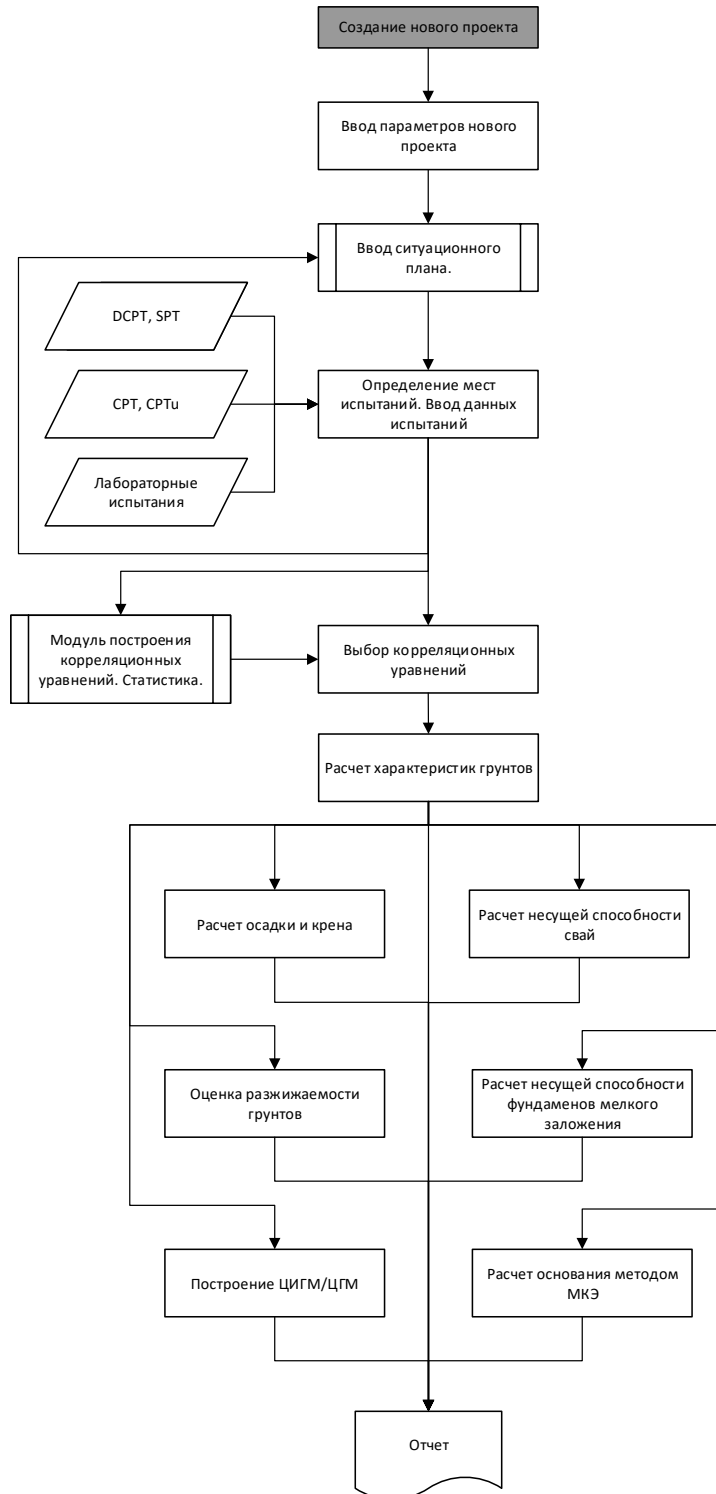 Создание нового проекта
Ввод параметров нового
проекта
Ввод ситуационного
плана.
DCPT, SPT
CPT, CPTu
Лабораторные
испытания
Определение мест
испытаний. Ввод данных
испытаний
Модуль построения
корреляционных
уравнений. Статистика.
Выбор корреляционных
уравнений
Расчет характеристик грунтов
Расчет осадки и крена
Расчет несущей способности
свай
Оценка разжижаемости
грунтов
Расчет несущей способности
фундаменов мелкого
заложения
Построение ЦИГМ/ЦГМ
Расчет основания методом
МКЭ
Отчет